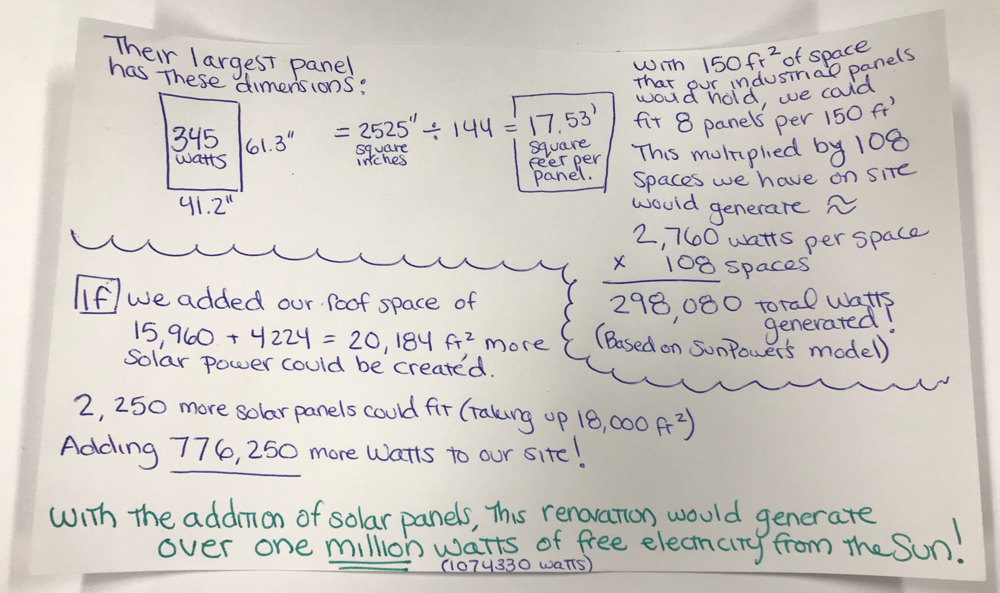 Their largest panel
has these dimensions:
345
watts
61.3"
41.2"
= 2525" ÷ 144 = 17.53'
square
inches
square
feet per
panel.
with 150 ft² of space
that our industrial panels
would hold, we could
fit 8 panels per 150 ft'
This multiplied by 108
spaces we have on site
would generate ≈
2,760 watts per space
x 108 spaces
298,080 total watts
generated!
(Based on SunPower's model)
If we added our roof space of
15,960 + 4224 = 20,184 ft², more
solar power could be created.
2,250 more solar panels could fit (taking up 18,000 ft²)
Adding 776,250 more watts to our site!
With the addition of solar panels, this renovation would generate
over one million watts of free electricity from the Sun!
(1074330 watts)